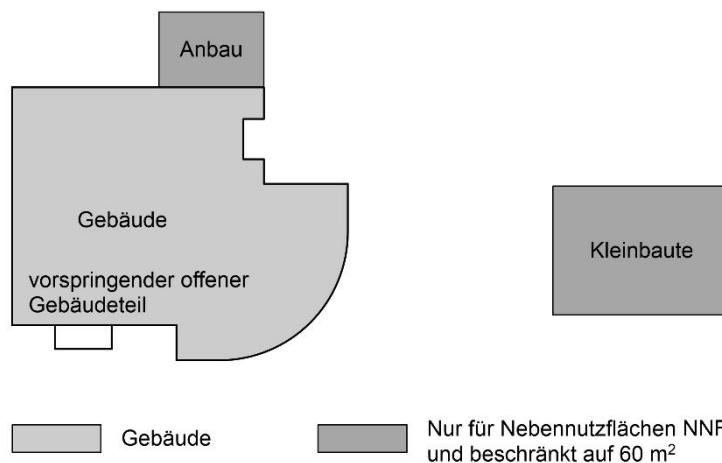 Anbau
Gebäude
Kleinbaute
vorspringender offener
Gebäudeteil
Gebäude
Nur für Nebennutzflächen NNF
und beschränkt auf 60 m²